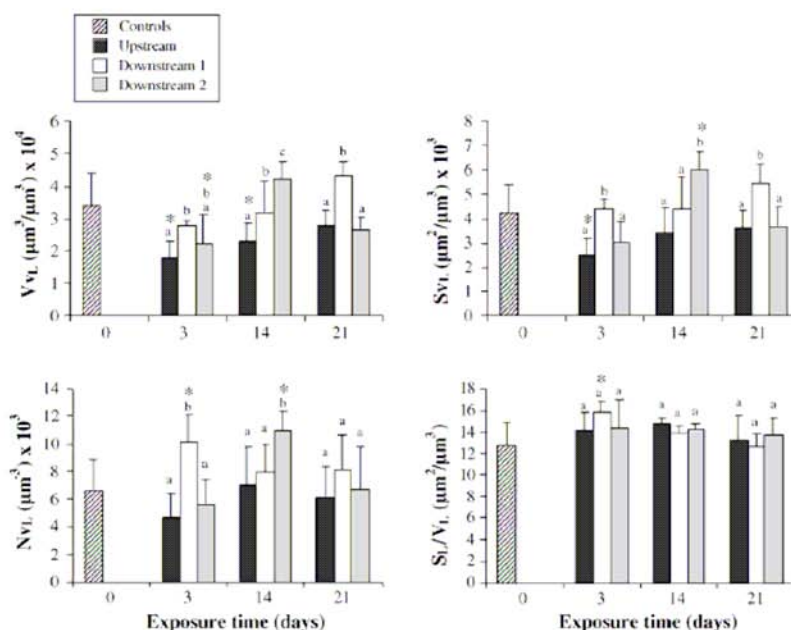 Controls
Upstream
Downstream 1
Downstream 2
VvL (μm³/μm³) x 10⁴
6
5
4
3
2
1
0
*
a
b
*
b
a
*
a
b
c
a
b
a
0
3
14
21
SvL (μm²/μm³) x 10³
8
7
6
5
4
3
2
1
0
*
a
b
a
a
a
*
b
a
b
a
0
3
14
21
NvL (μm⁻³) x 10³
14
12
10
8
6
4
2
0
a
*
b
a
a
a
*
b
a
a
a
0
3
14
21
Exposure time (days)
SL/VL (μm²/μm³)
18
16
14
12
10
8
6
4
2
0
a
*
a
a
a
a
a
a
a
a
0
3
14
21
Exposure time (days)